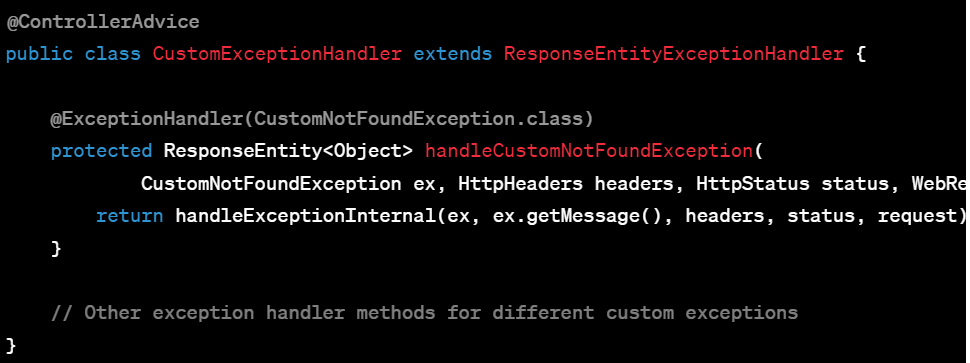 @ControllerAdvice
public class CustomExceptionHandler extends ResponseEntityExceptionHandler {
@ExceptionHandler(CustomNotFoundException.class)
protected ResponseEntity<Object> handleCustomNotFoundException(
CustomNotFoundException ex, HttpHeaders headers, HttpStatus status, WebRe
return handleExceptionInternal(ex, ex.getMessage(), headers, status, request)
}
// Other exception handler methods for different custom exceptions
}